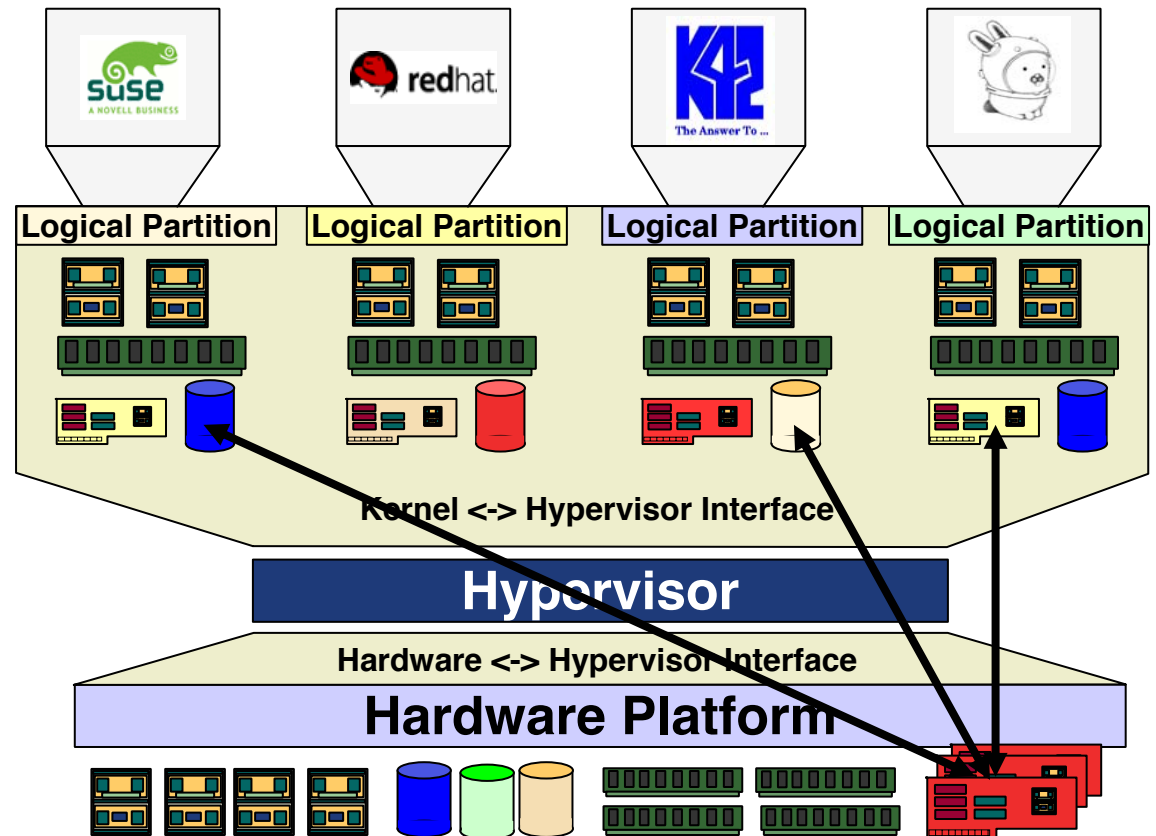 suse
A NOVELL BUSINESS
redhat.
K42
The Answer To ...
Logical Partition
Logical Partition
Logical Partition
Logical Partition
Kernel <-> Hypervisor Interface
Hypervisor
Hardware <-> Hypervisor Interface
Hardware Platform